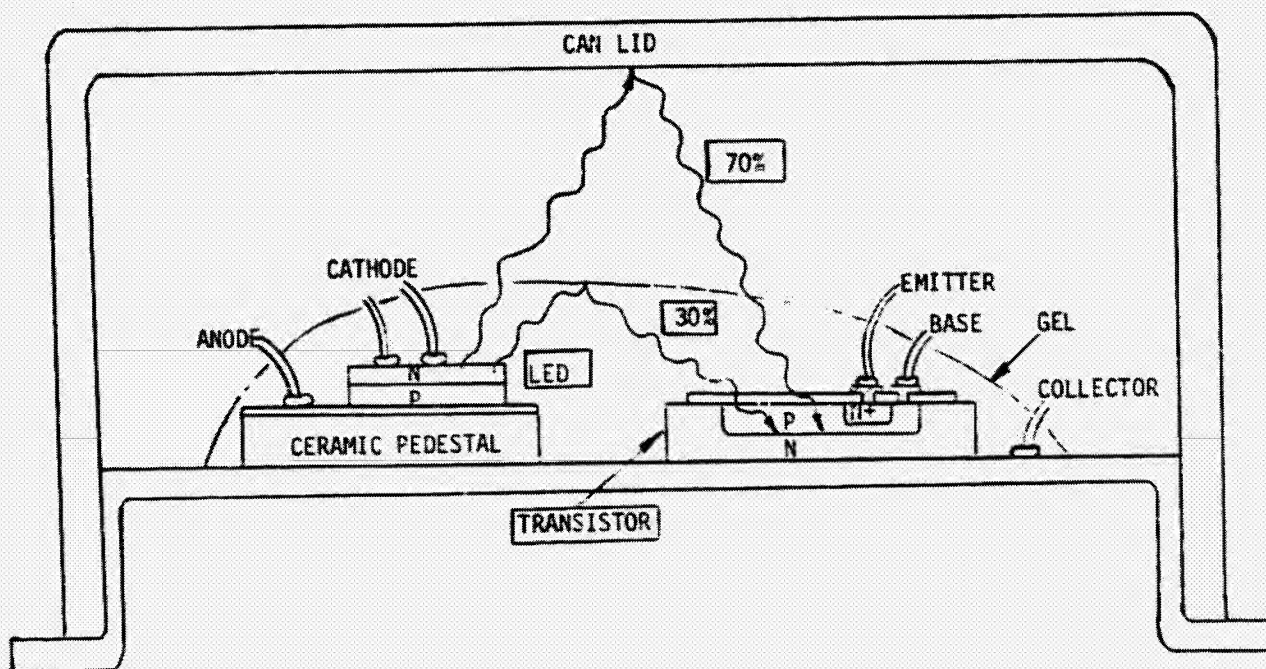 CAN LID
70%
CATHODE
EMITTER
30%
ANODE
BASE
GEL
LED
N
COLLECTOR
P
P
n+
CERAMIC PEDESTAL
N
TRANSISTOR